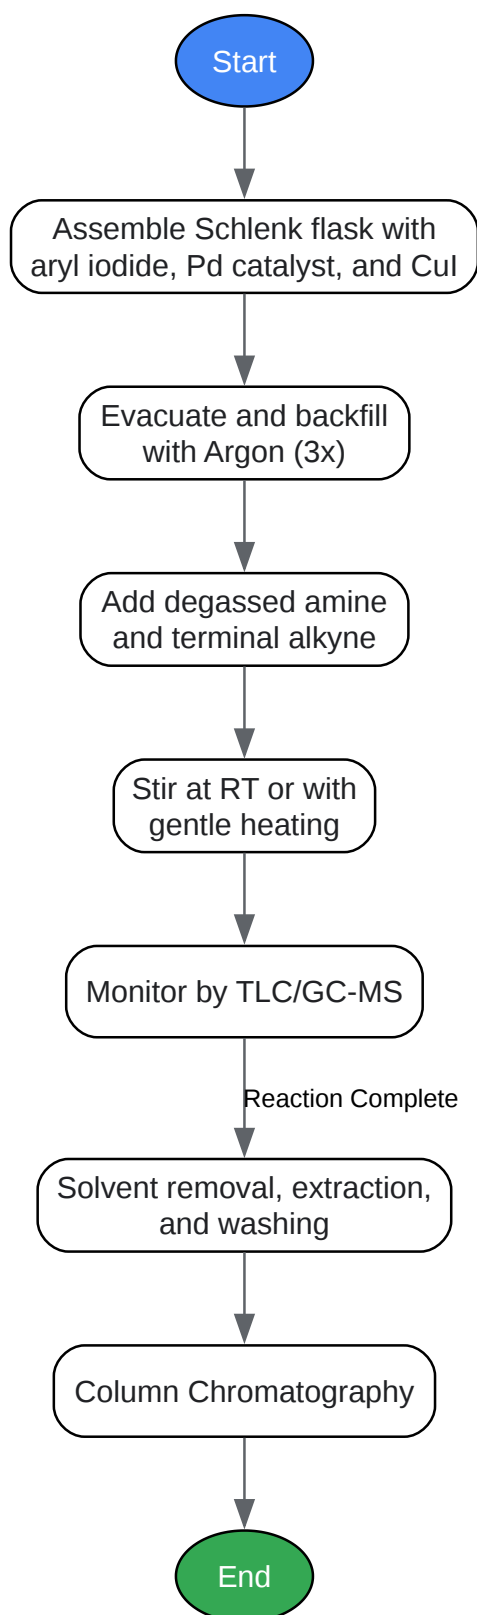 Start
Assemble Schlenk flask with
aryl iodide, Pd catalyst, and CuI
Evacuate and backfill
with Argon (3x)
Add degassed amine
and terminal alkyne
Stir at RT or with
gentle heating
Monitor by TLC/GC-MS
Reaction Complete
Solvent removal, extraction,
and washing
Column Chromatography
End